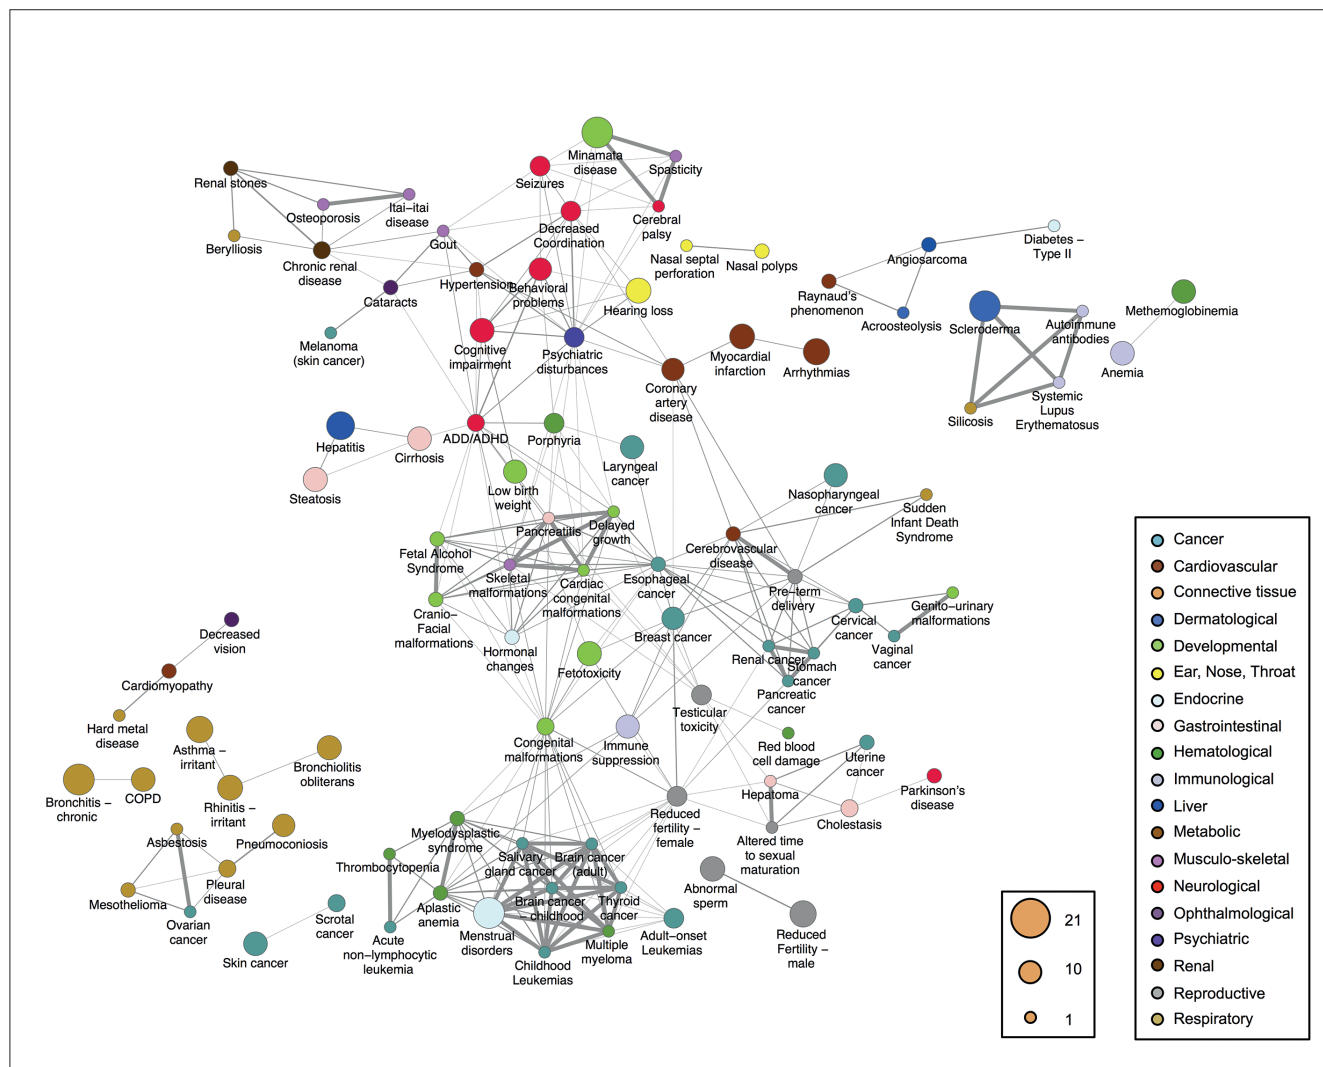 Minamata
disease
Spasticity
Seizures
Renal stones
Osteoporosis
Itai–itai
disease
Cerebral
palsy
Decreased
Coordination
Berylliosis
Gout
Chronic renal
disease
Nasal septal
perforation
Nasal polyps
Diabetes –
Type II
Angiosarcoma
Hypertension
Behavioral
problems
Cataracts
Hearing loss
Raynaud's
phenomenon
Acroosteolysis
Scleroderma
Autoimmune
antibodies
Methemoglobinemia
Melanoma
(skin cancer)
Cognitive
impairment
Psychiatric
disturbances
Myocardial
infarction
Arrhythmias
Coronary
artery
disease
Anemia
Systemic
Lupus
Erythematosus
Silicosis
Hepatitis
Cirrhosis
ADD/ADHD
Porphyria
Laryngeal
cancer
Steatosis
Low birth
weight
Nasopharyngeal
cancer
Sudden
Infant Death
Syndrome
Pancreatitis
Delayed
growth
Fetal Alcohol
Syndrome
Skeletal
malformations
Cardiac
congenital
malformations
Esophageal
cancer
Cerebrovascular
disease
Pre–term
delivery
Cranio–
Facial
malformations
Hormonal
changes
Breast cancer
Cervical
cancer
Genito–urinary
malformations
Vaginal
cancer
Renal cancer
Stomach
cancer
Pancreatic
cancer
Fetotoxicity
Decreased
vision
Cardiomyopathy
Hard metal
disease
Testicular
toxicity
Congenital
malformations
Immune
suppression
Red blood
cell damage
Uterine
cancer
Asthma –
irritant
Bronchiolitis
obliterans
Bronchitis –
chronic
COPD
Rhinitis –
irritant
Hepatoma
Parkinson's
disease
Cholestasis
Reduced
fertility –
female
Altered time
to sexual
maturation
Asbestosis
Pneumoconiosis
Pleural
disease
Mesothelioma
Ovarian
cancer
Myelodysplastic
syndrome
Thrombocytopenia
Salivary
gland cancer
Brain cancer
(adult)
Brain cancer
– childhood
Thyroid
cancer
Aplastic
anemia
Abnormal
sperm
Scrotal
cancer
Skin cancer
Acute
non–lymphocytic
leukemia
Menstrual
disorders
Childhood
Leukemias
Multiple
myeloma
Adult–onset
Leukemias
Reduced
Fertility –
male
21
10
1
Cancer
Cardiovascular
Connective tissue
Dermatological
Developmental
Ear, Nose, Throat
Endocrine
Gastrointestinal
Hematological
Immunological
Liver
Metabolic
Musculo-skeletal
Neurological
Ophthalmological
Psychiatric
Renal
Reproductive
Respiratory